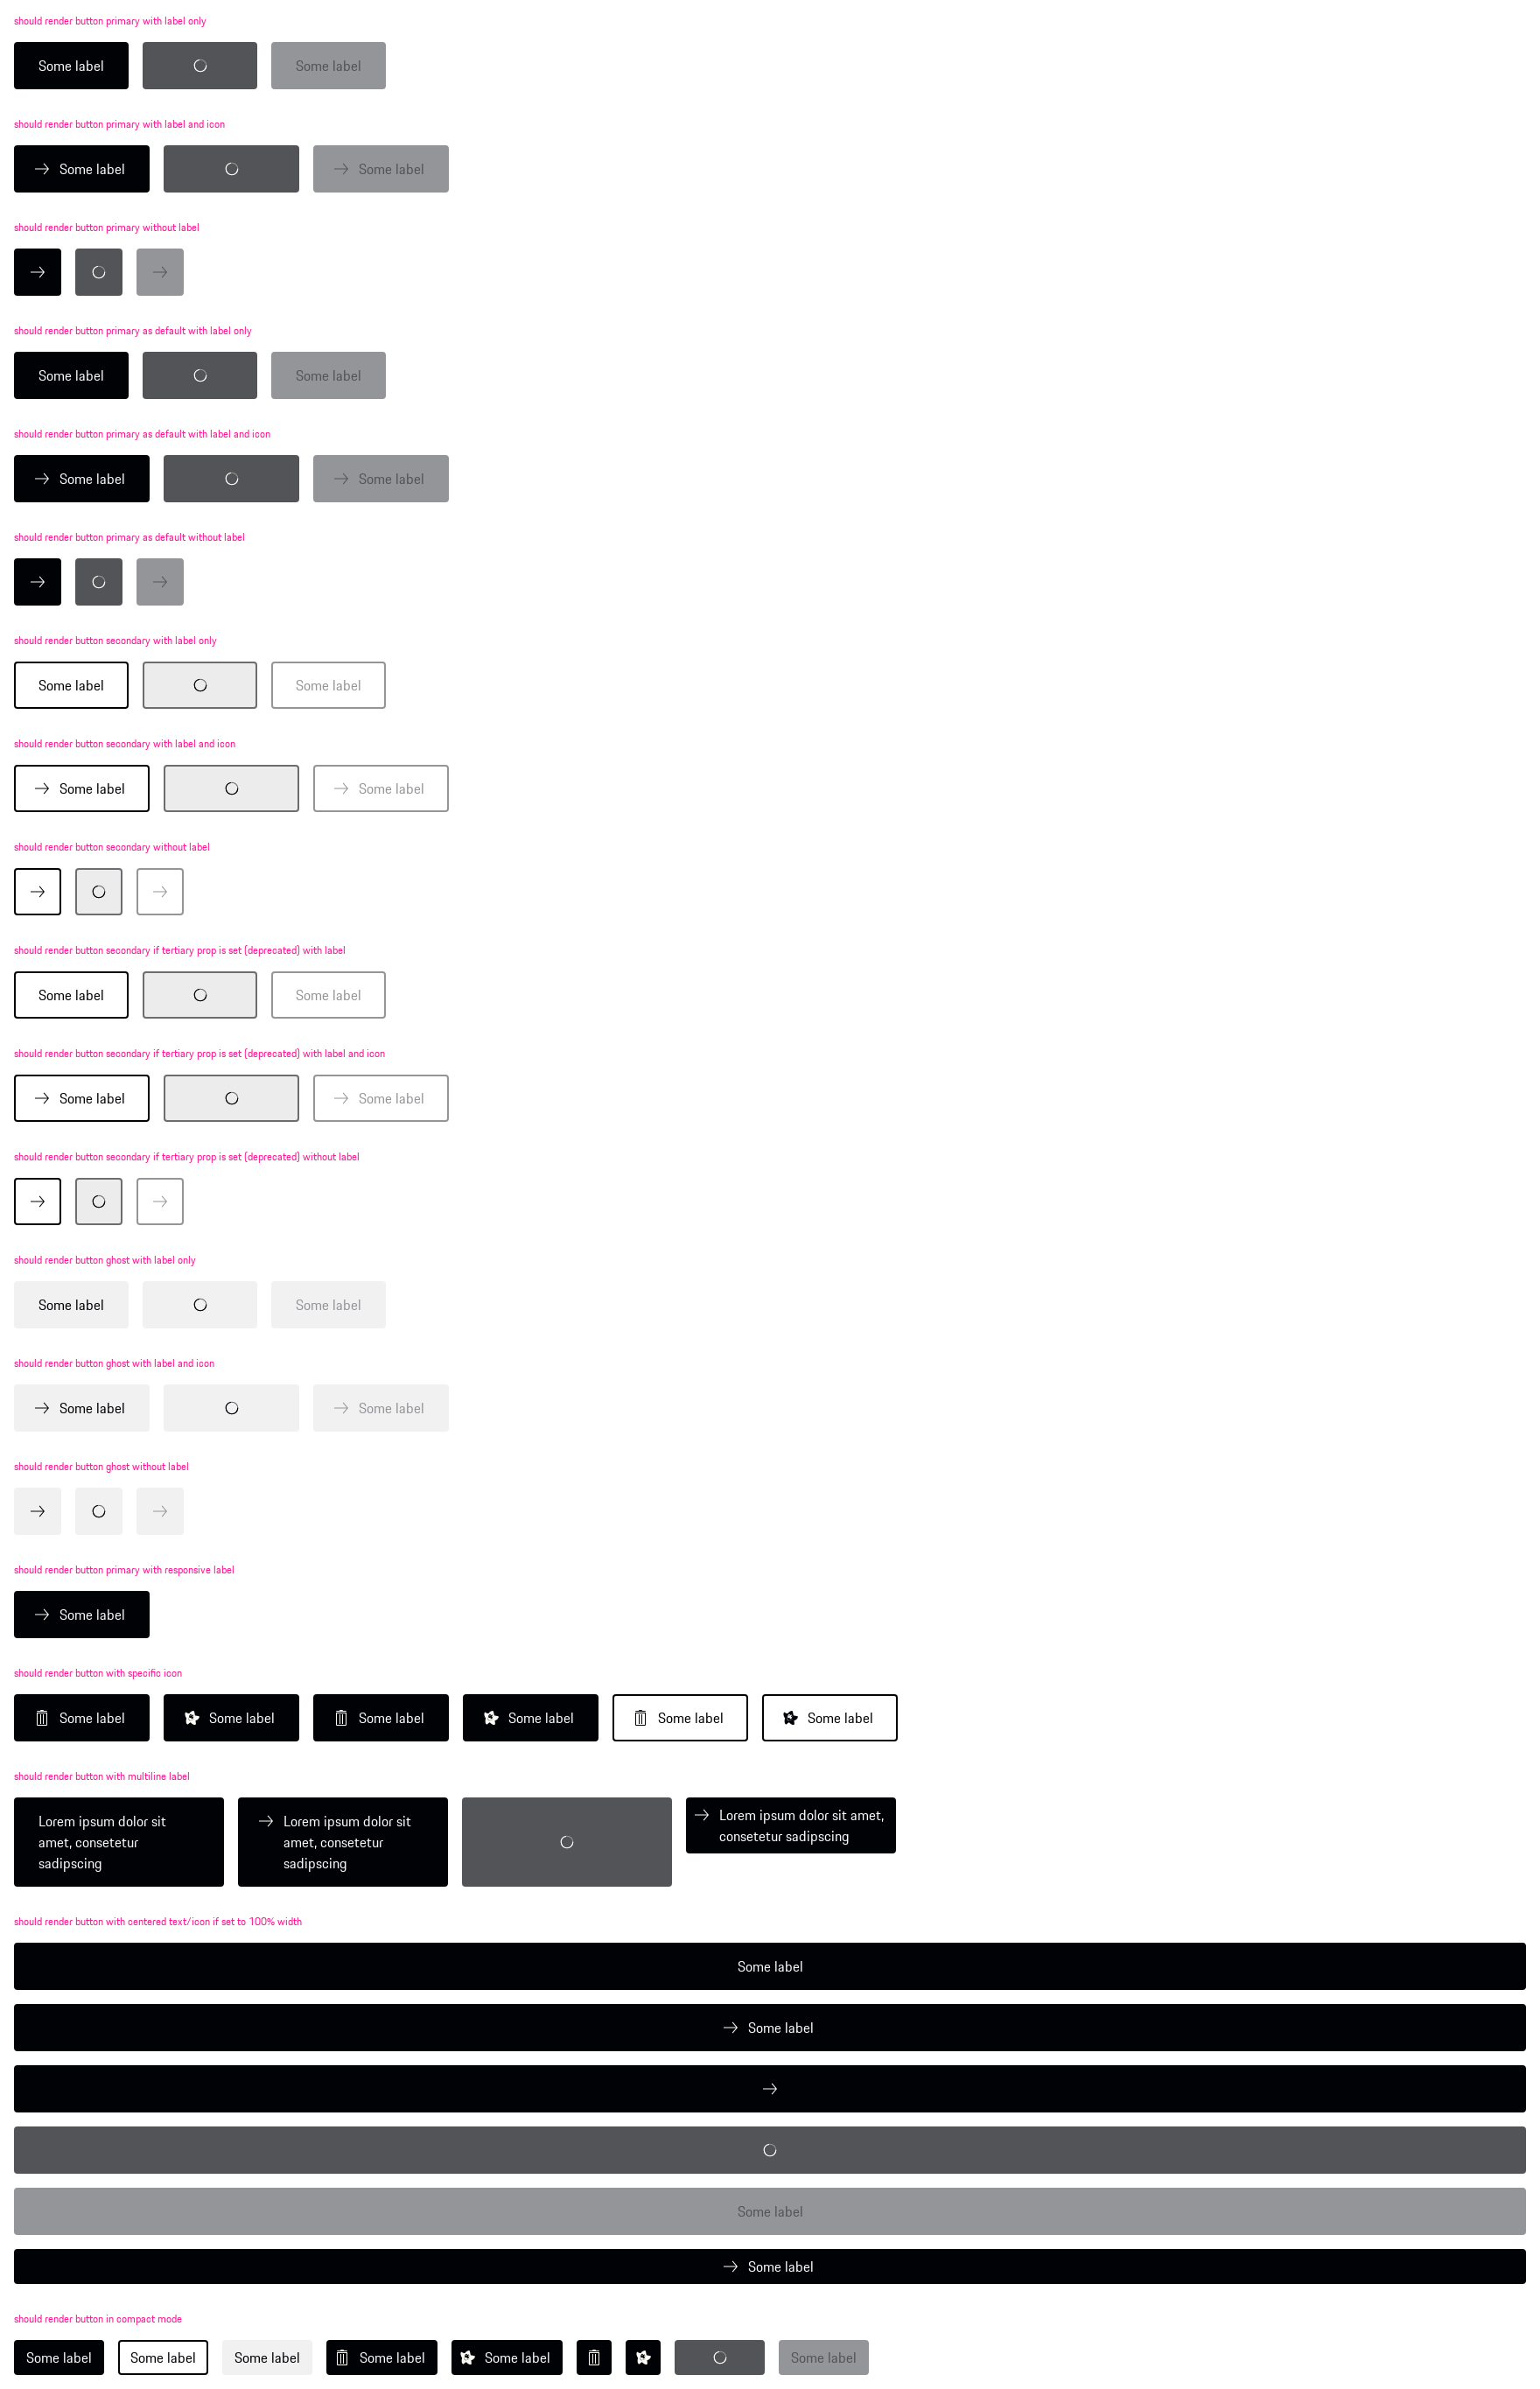 should render button primary with label only
Some label Some label
should render button primary with label and icon
Some label Some label
should render button primary without label
should render button primary as default with label only
Some label Some label
should render button primary as default with label and icon
Some label Some label
should render button primary as default without label
should render button secondary with label only
Some label Some label
should render button secondary with label and icon
Some label Some label
should render button secondary without label
should render button secondary if tertiary prop is set (deprecated) with label
Some label Some label
should render button secondary if tertiary prop is set (deprecated) with label and icon
Some label Some label
should render button secondary if tertiary prop is set (deprecated) without label
should render button ghost with label only
Some label Some label
should render button ghost with label and icon
Some label Some label
should render button ghost without label
should render button primary with responsive label
Some label
should render button with specific icon
Some label Some label Some label Some label Some label Some label
should render button with multiline label
Lorem ipsum dolor sit
amet, consetetur
sadipscing
Lorem ipsum dolor sit
amet, consetetur
sadipscing
Lorem ipsum dolor sit amet,
consetetur sadipscing
should render button with centered text/icon if set to 100% width
Some label
Some label
Some label
Some label
should render button in compact mode
Some label Some label Some label Some label Some label Some label